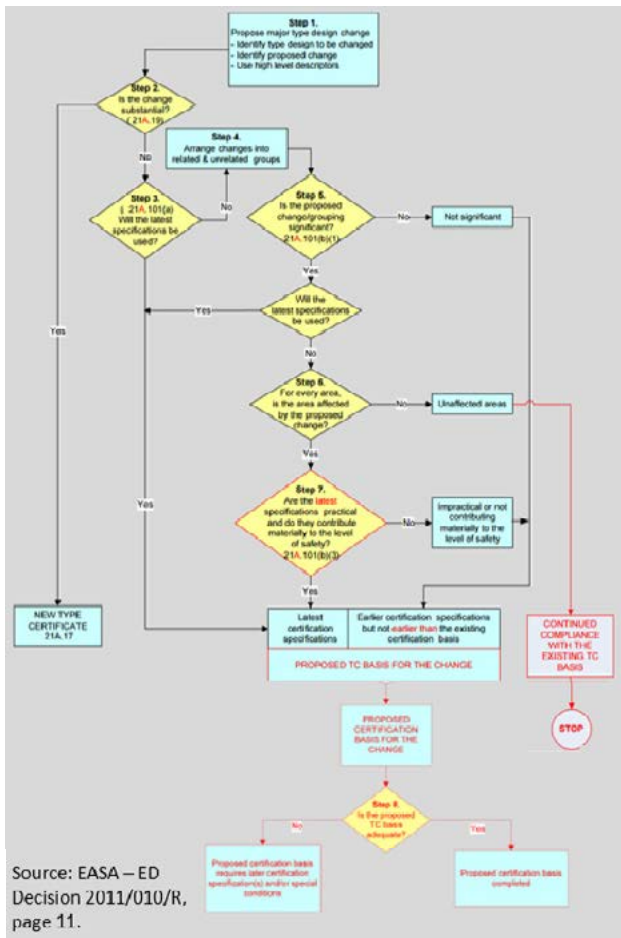 Step 1.
Propose major type design change
- Identify type design to be changed
- Identify proposed change
- Use high level descriptors
Step 2.
Is the change
substantial?
( 21A.19)
No
Yes
Step 3.
( 21A.101(a)
Will the latest
specifications be
used?
No
Step 4.
Arrange changes into
related & unrelated groups
Step 5.
Is the proposed
change/grouping
significant?
21A.101(b)(1)
No
Not significant
Yes
Will the
latest specifications
be used?
Yes
No
Step 6.
For every area,
is the area affected
by the proposed
change?
No
Unaffected areas
Yes
Step 7.
Are the latest
specifications practical
and do they contribute
materially to the level
of safety?
21A.101(b)(3)
No
Impractical or not
contributing
materially to the
level of safety
Yes
Yes
NEW TYPE
CERTIFICATE
21A.17
Latest
certification
specifications
Earlier certification specifications
but not earlier than the existing
certification basis
PROPOSED TC BASIS FOR THE CHANGE
CONTINUED
COMPLIANCE
WITH THE
EXISTING TC
BASIS
STOP
PROPOSED
CERTIFICATION
BASIS FOR THE
CHANGE
Step 8.
Is the proposed
TC basis
adequate?
No
Yes
Proposed certification basis
requires later certification
specification(s) and/or special
conditions
Proposed certification basis
completed
Source: EASA – ED
Decision 2011/010/R,
page 11.